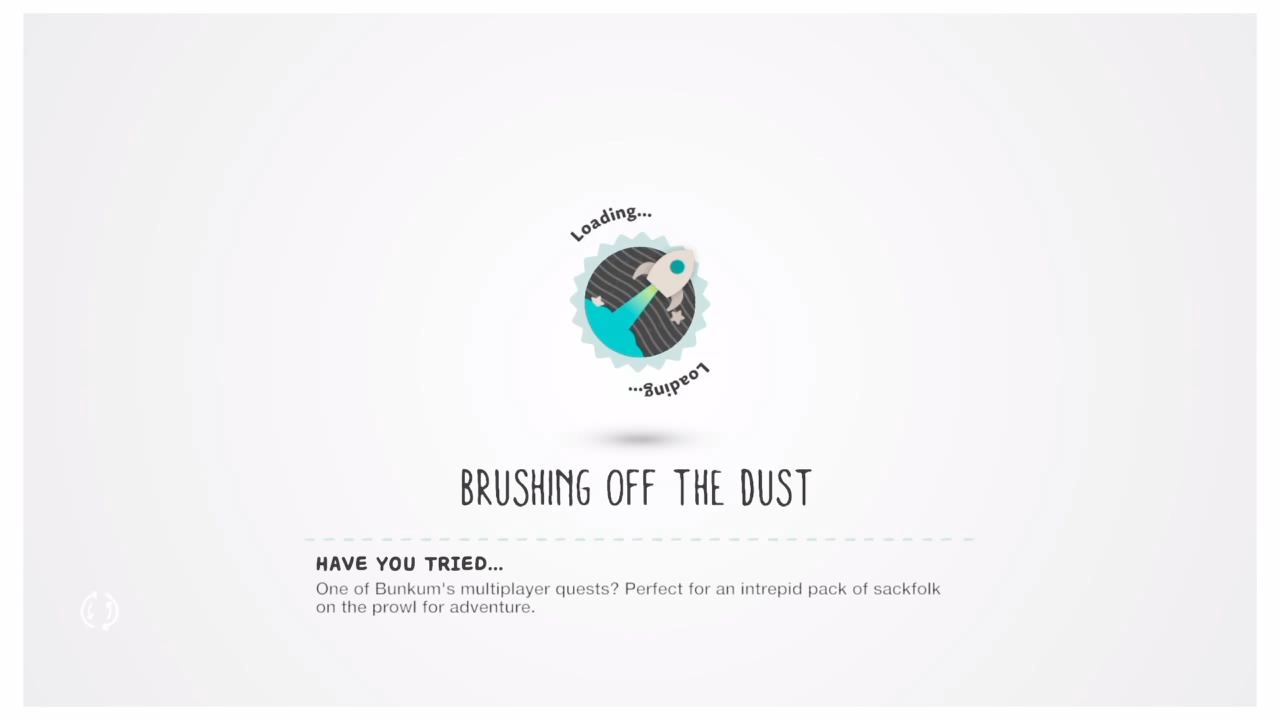 Loading...
Loading...
BRUSHING OFF THE DUST
HAVE YOU TRIED...
One of Bunkum's multiplayer quests? Perfect for an intrepid pack of sackfolk
on the prowl for adventure.